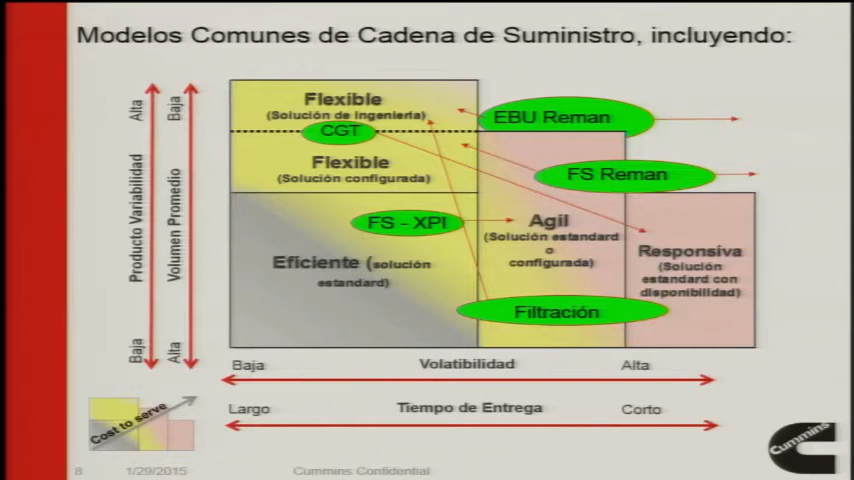 Modelos Comunes de Cadena de Suministro, incluyendo:
Alta
Baja
Producto Variabilidad
Volumen Promedio
Baja
Alta
Flexible
(Solución de ingeniería)
CGT
Flexible
(Solución configurada)
EBU Reman
FS Reman
FS - XPI
Agil
(Solución estandard
o
configurada)
Responsiva
(Solución
estandard con
disponibilidad)
Eficiente (solución
estandard)
Filtración
Baja
Volatibilidad
Alta
Largo
Tiempo de Entrega
Corto
Cost to serve
Cummins
8
1/29/2015
Cummins Confidential